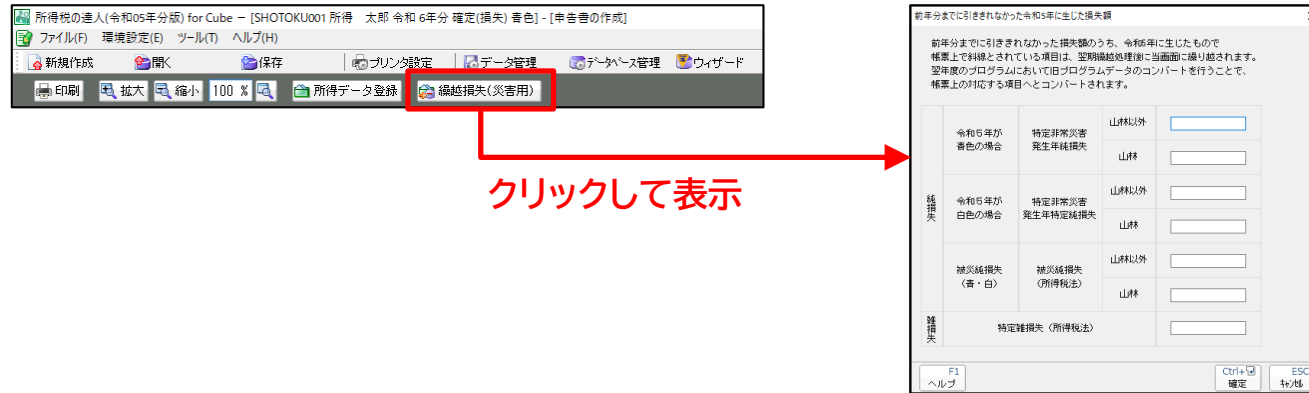 所得税の達人(令和05年分版) for Cube － [SHOTOKU001 所得　太郎 令和 6年分 確定(損失) 青色] - [申告書の作成]
ファイル(F)　環境設定(E)　ツール(T)　ヘルプ(H)
新規作成　開く　保存　プリンタ設定　データ管理　データベース管理　ウィザード
印刷　拡大　縮小　100 %　所得データ登録　繰越損失(災害用)
クリックして表示
前年分までに引ききれなかった令和5年に生じた損失額
前年分までに引ききれなかった損失額のうち、令和5年に生じたもので
帳票上で斜線とされている項目は、翌期繰越処理後に当画面に繰り越されます。
翌年度のプログラムにおいて旧プログラムデータのコンバートを行うことで、
帳票上の対応する項目へとコンバートされます。
純損失
令和5年が
青色の場合
特定非常災害
発生年純損失
山林以外
山林
令和5年が
白色の場合
特定非常災害
発生年特定純損失
山林以外
山林
被災純損失
(青・白)
被災純損失
(所得税法)
山林以外
山林
雑損失
特定雑損失（所得税法）
F1
ヘルプ
Ctrl+
確定
ESC
キャンセル